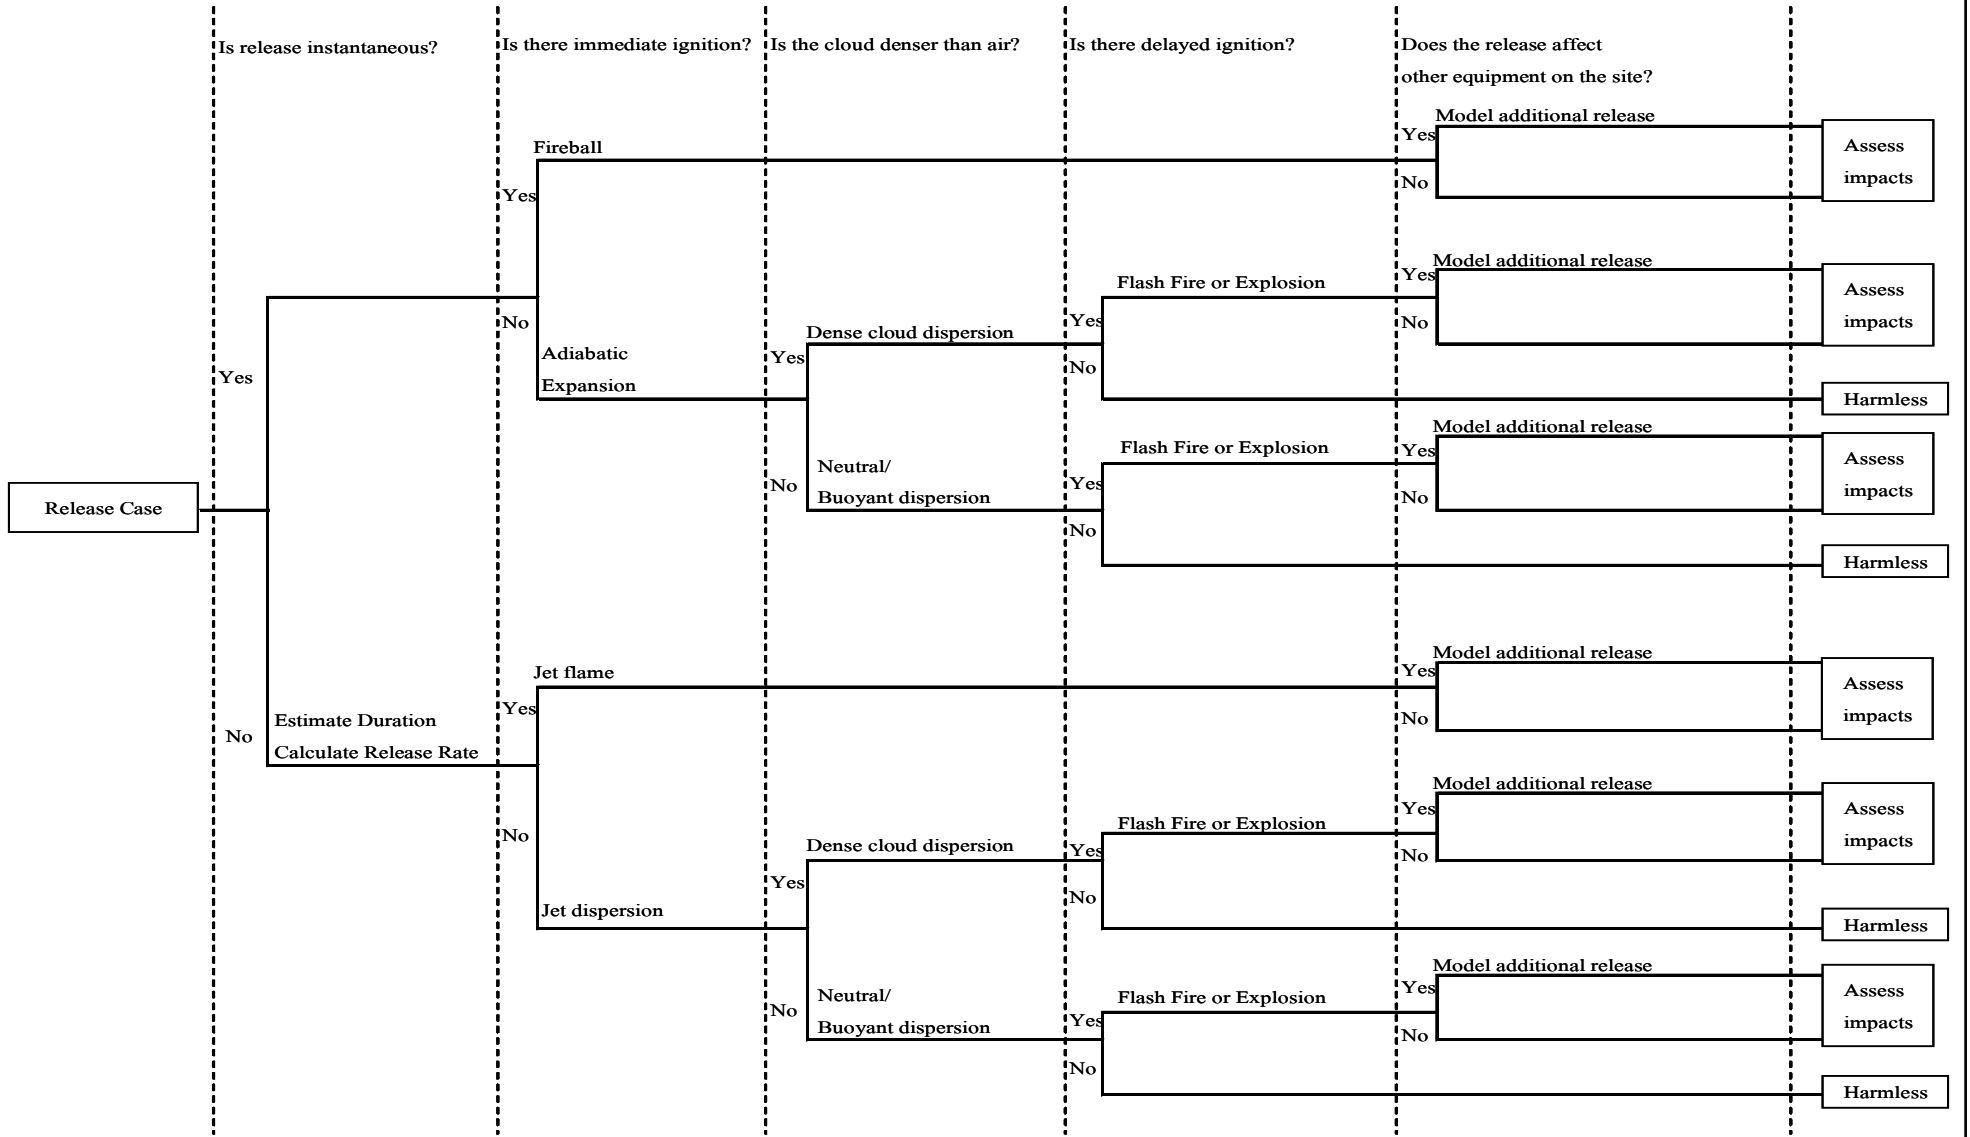 Is release instantaneous?
Is there immediate ignition?
Is the cloud denser than air?
Is there delayed ignition?
Does the release affect
other equipment on the site?
Model additional release
Yes
Assess
impacts
Fireball
No
Yes
Model additional release
Yes
Flash Fire or Explosion
Assess
impacts
No
No
Yes
Dense cloud dispersion
Adiabatic
Expansion
Yes
No
Yes
Harmless
Model additional release
Yes
Flash Fire or Explosion
Assess
impacts
Neutral/
Buoyant dispersion
No
Yes
No
Release Case
No
Harmless
Model additional release
Yes
Jet flame
Assess
impacts
Yes
No
Estimate Duration
Calculate Release Rate
No
Model additional release
Yes
Flash Fire or Explosion
Assess
impacts
No
Dense cloud dispersion
Yes
No
Yes
No
Jet dispersion
Harmless
Model additional release
Yes
Flash Fire or Explosion
Assess
impacts
Neutral/
Buoyant dispersion
No
Yes
No
No
Harmless